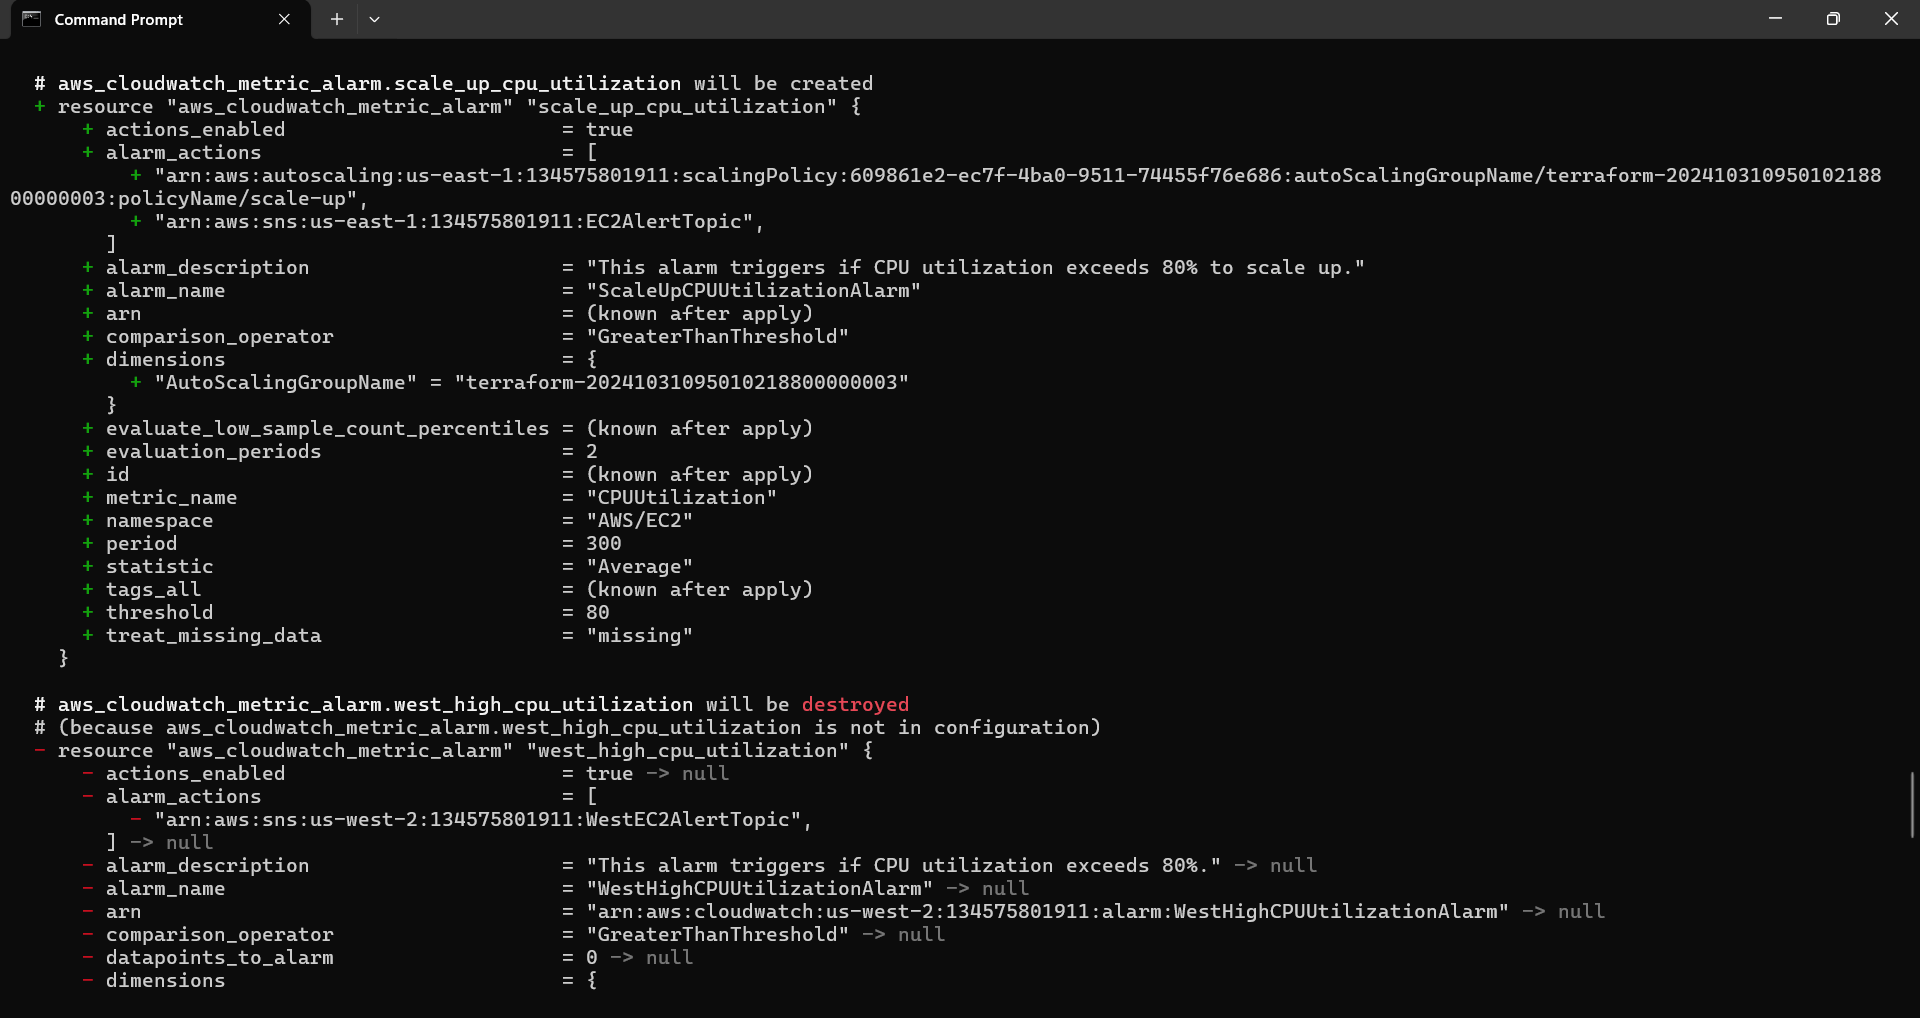 Command Prompt
# aws_cloudwatch_metric_alarm.scale_up_cpu_utilization will be created
+ resource "aws_cloudwatch_metric_alarm" "scale_up_cpu_utilization" {
+ actions_enabled = true
+ alarm_actions = [
+ "arn:aws:autoscaling:us-east-1:134575801911:scalingPolicy:609861e2-ec7f-4ba0-9511-74455f76e686:autoScalingGroupName/terraform-202410310950102188
00000003:policyName/scale-up",
+ "arn:aws:sns:us-east-1:134575801911:EC2AlertTopic",
]
+ alarm_description = "This alarm triggers if CPU utilization exceeds 80% to scale up."
+ alarm_name = "ScaleUpCPUUtilizationAlarm"
+ arn = (known after apply)
+ comparison_operator = "GreaterThanThreshold"
+ dimensions = {
+ "AutoScalingGroupName" = "terraform-20241031095010218800000003"
}
+ evaluate_low_sample_count_percentiles = (known after apply)
+ evaluation_periods = 2
+ id = (known after apply)
+ metric_name = "CPUUtilization"
+ namespace = "AWS/EC2"
+ period = 300
+ statistic = "Average"
+ tags_all = (known after apply)
+ threshold = 80
+ treat_missing_data = "missing"
}
# aws_cloudwatch_metric_alarm.west_high_cpu_utilization will be destroyed
# (because aws_cloudwatch_metric_alarm.west_high_cpu_utilization is not in configuration)
- resource "aws_cloudwatch_metric_alarm" "west_high_cpu_utilization" {
- actions_enabled = true -> null
- alarm_actions = [
- "arn:aws:sns:us-west-2:134575801911:WestEC2AlertTopic",
] -> null
- alarm_description = "This alarm triggers if CPU utilization exceeds 80%." -> null
- alarm_name = "WestHighCPUUtilizationAlarm" -> null
- arn = "arn:aws:cloudwatch:us-west-2:134575801911:alarm:WestHighCPUUtilizationAlarm" -> null
- comparison_operator = "GreaterThanThreshold" -> null
- datapoints_to_alarm = 0 -> null
- dimensions = {